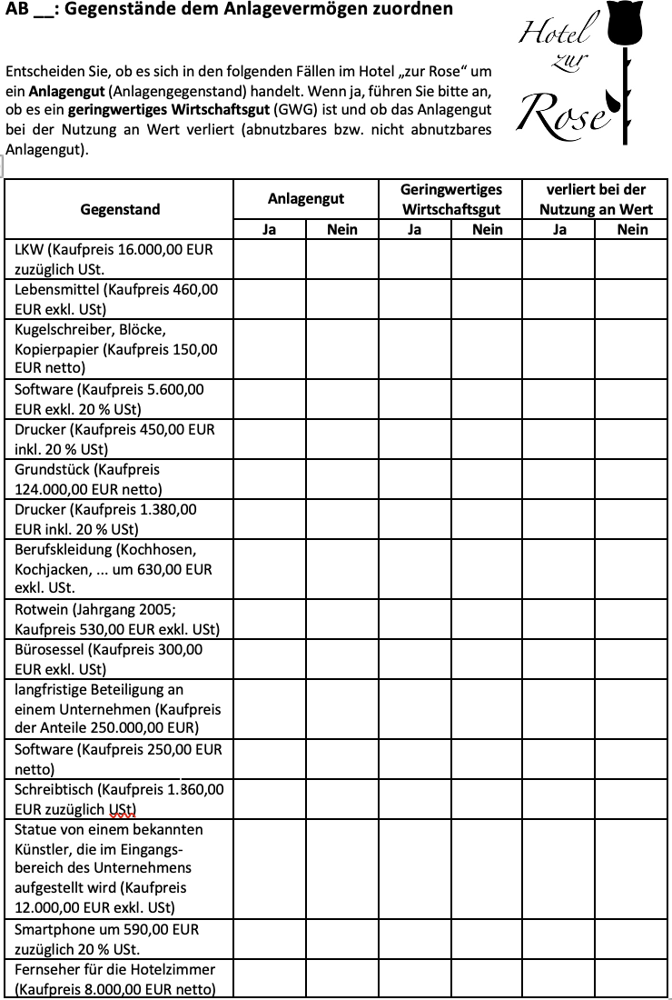 AB __: Gegenstände dem Anlagevermögen zuordnen
Hotel
zur
Rose
Entscheiden Sie, ob es sich in den folgenden Fällen im Hotel „zur Rose“ um
ein Anlagengut (Anlagengegenstand) handelt. Wenn ja, führen Sie bitte an,
ob es ein geringwertiges Wirtschaftsgut (GWG) ist und ob das Anlagengut
bei der Nutzung an Wert verliert (abnutzbares bzw. nicht abnutzbares
Anlagengut).
Gegenstand
Anlagengut
Geringwertiges
Wirtschaftsgut
verliert bei der
Nutzung an Wert
Ja Nein Ja Nein Ja Nein
LKW (Kaufpreis 16.000,00 EUR
zuzüglich USt.
Lebensmittel (Kaufpreis 460,00
EUR exkl. USt)
Kugelschreiber, Blöcke,
Kopierpapier (Kaufpreis 150,00
EUR netto)
Software (Kaufpreis 5.600,00
EUR exkl. 20 % USt)
Drucker (Kaufpreis 450,00 EUR
inkl. 20 % USt)
Grundstück (Kaufpreis
124.000,00 EUR netto)
Drucker (Kaufpreis 1.380,00
EUR inkl. 20 % USt)
Berufskleidung (Kochhosen,
Kochjacken, ... um 630,00 EUR
exkl. USt.
Rotwein (Jahrgang 2005;
Kaufpreis 530,00 EUR exkl. USt)
Bürosessel (Kaufpreis 300,00
EUR exkl. USt)
langfristige Beteiligung an
einem Unternehmen (Kaufpreis
der Anteile 250.000,00 EUR)
Software (Kaufpreis 250,00 EUR
netto)
Schreibtisch (Kaufpreis 1.360,00
EUR zuzüglich USt)
Statue von einem bekannten
Künstler, die im Eingangs-
bereich des Unternehmens
aufgestellt wird (Kaufpreis
12.000,00 EUR exkl. USt)
Smartphone um 590,00 EUR
zuzüglich 20 % USt.
Fernseher für die Hotelzimmer
(Kaufpreis 8.000,00 EUR netto)